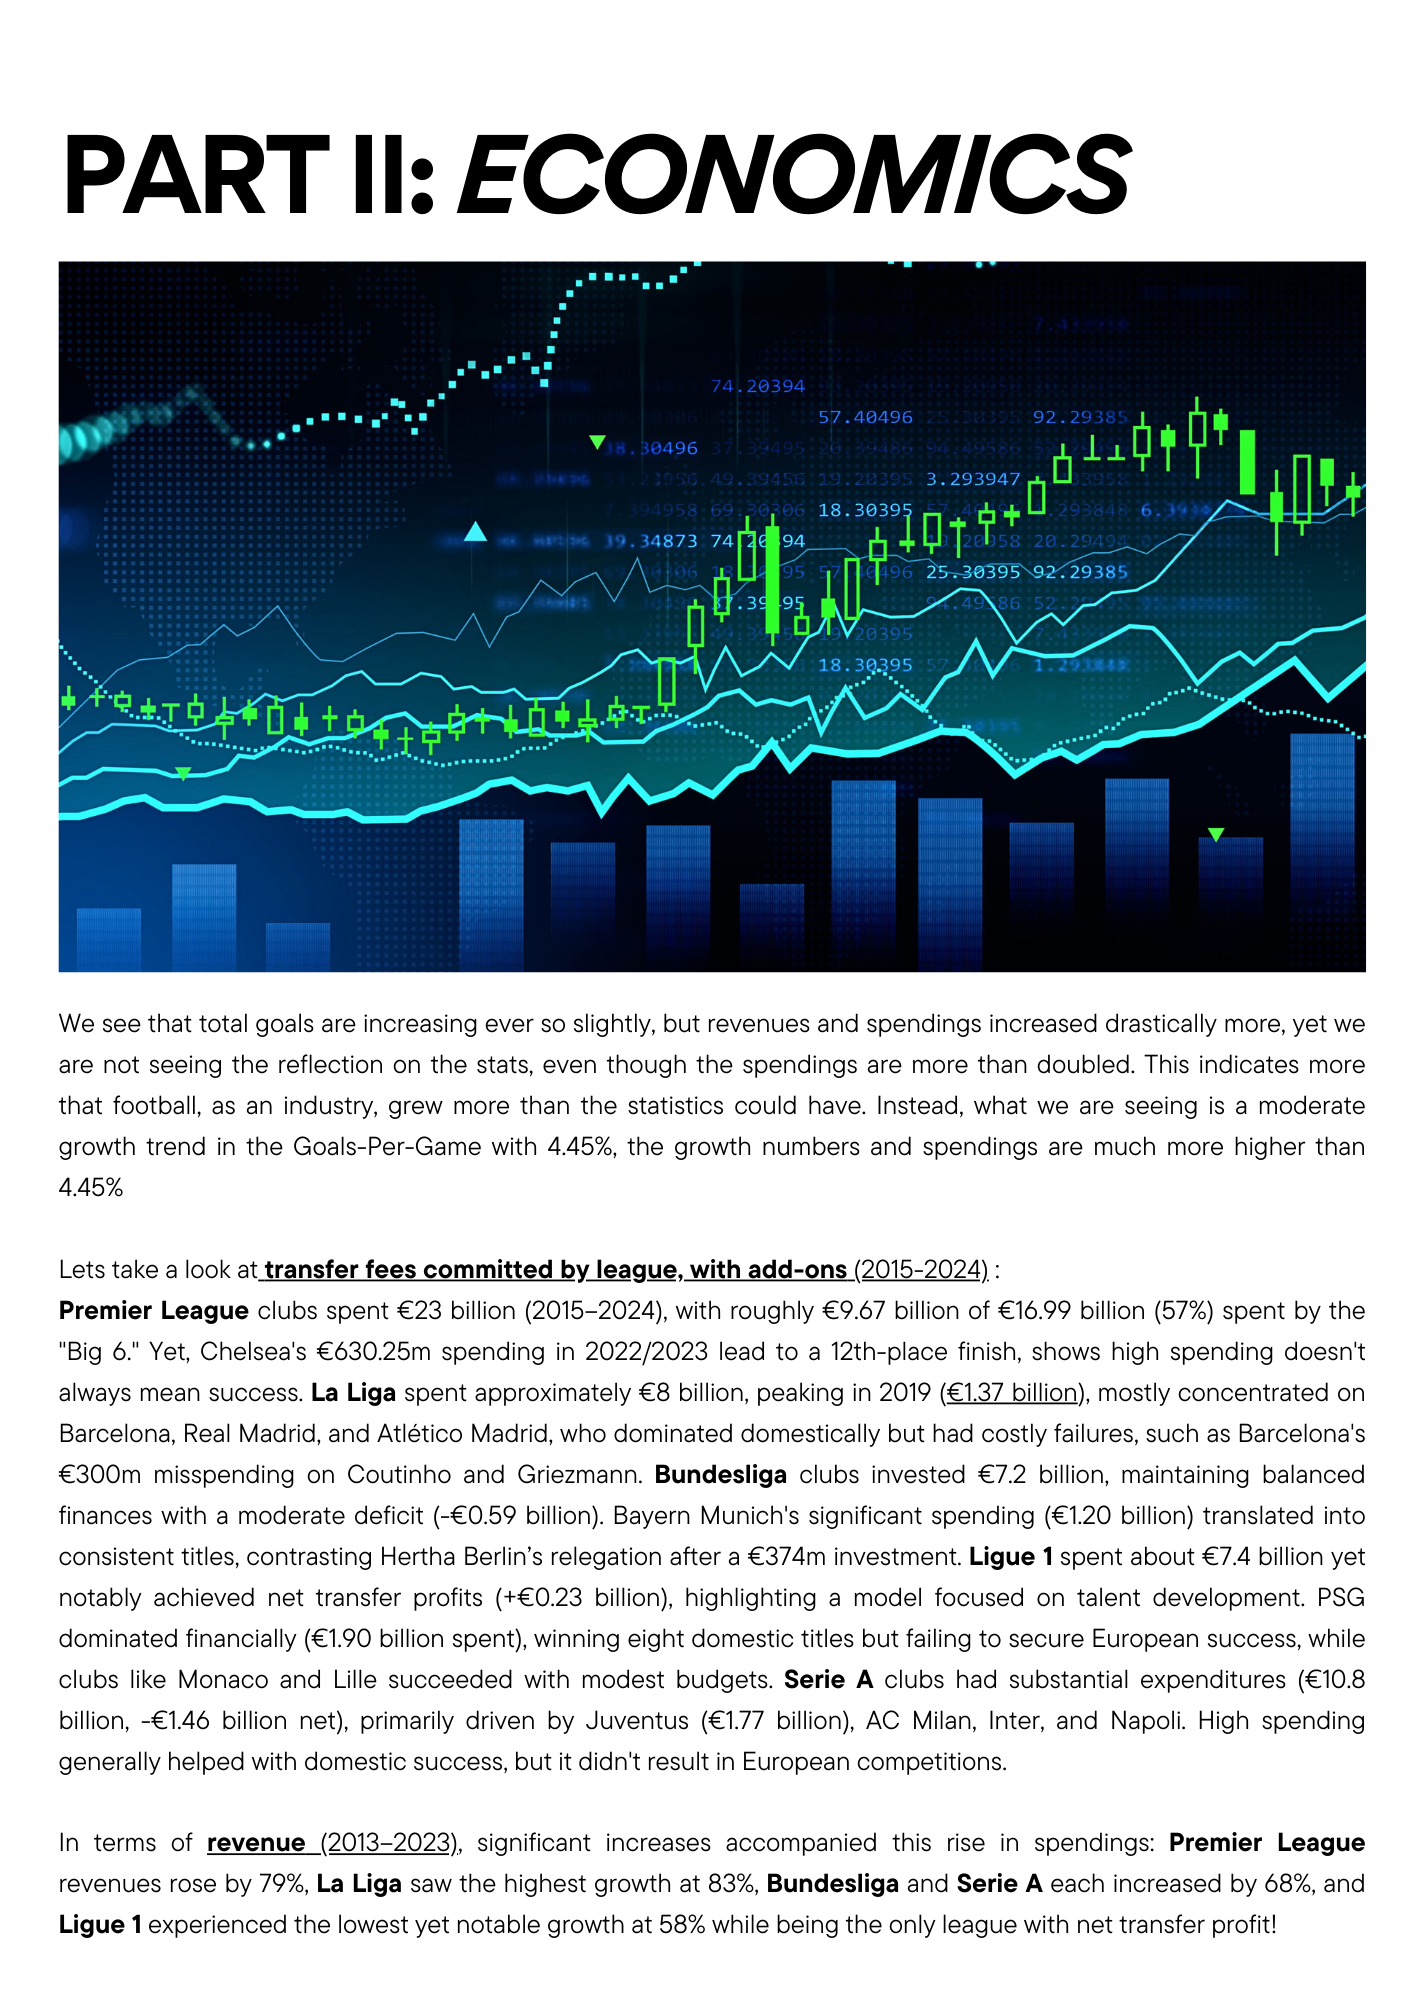 PART II: ECONOMICS
74.20394
57.40496
92.29385
38.30496
3.293947
18.30395
39.34873
25.30395
92.29385
18.30395
We see that total goals are increasing ever so slightly, but revenues and spendings increased drastically more, yet we
are not seeing the reflection on the stats, even though the spendings are more than doubled. This indicates more
that football, as an industry, grew more than the statistics could have. Instead, what we are seeing is a moderate
growth trend in the Goals-Per-Game with 4.45%, the growth numbers and spendings are much more higher than
4.45%
Lets take a look at transfer fees committed by league, with add-ons (2015-2024) :
Premier League clubs spent €23 billion (2015–2024), with roughly €9.67 billion of €16.99 billion (57%) spent by the
"Big 6." Yet, Chelsea's €630.25m spending in 2022/2023 lead to a 12th-place finish, shows high spending doesn't
always mean success. La Liga spent approximately €8 billion, peaking in 2019 (€1.37 billion), mostly concentrated on
Barcelona, Real Madrid, and Atlético Madrid, who dominated domestically but had costly failures, such as Barcelona's
€300m misspending on Coutinho and Griezmann. Bundesliga clubs invested €7.2 billion, maintaining balanced
finances with a moderate deficit (-€0.59 billion). Bayern Munich's significant spending (€1.20 billion) translated into
consistent titles, contrasting Hertha Berlin’s relegation after a €374m investment. Ligue 1 spent about €7.4 billion yet
notably achieved net transfer profits (+€0.23 billion), highlighting a model focused on talent development. PSG
dominated financially (€1.90 billion spent), winning eight domestic titles but failing to secure European success, while
clubs like Monaco and Lille succeeded with modest budgets. Serie A clubs had substantial expenditures (€10.8
billion, -€1.46 billion net), primarily driven by Juventus (€1.77 billion), AC Milan, Inter, and Napoli. High spending
generally helped with domestic success, but it didn't result in European competitions.
In terms of revenue (2013–2023), significant increases accompanied this rise in spendings: Premier League
revenues rose by 79%, La Liga saw the highest growth at 83%, Bundesliga and Serie A each increased by 68%, and
Ligue 1 experienced the lowest yet notable growth at 58% while being the only league with net transfer profit!